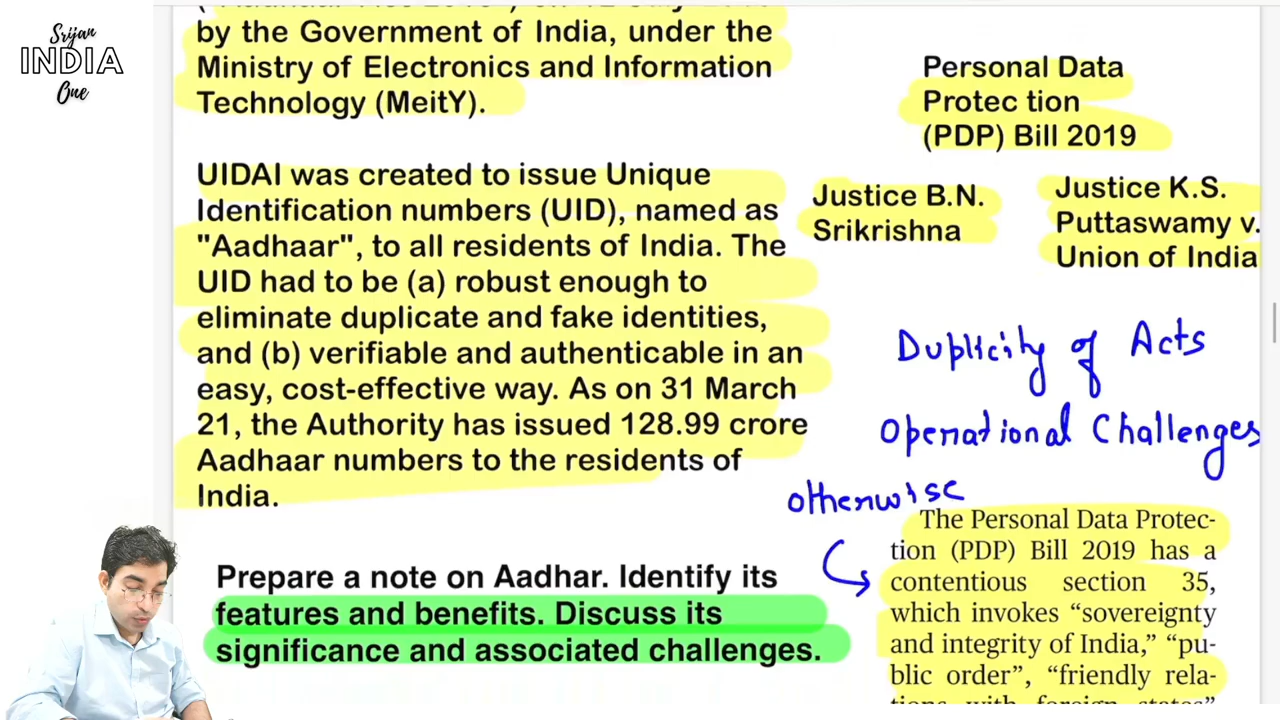 Srijan
INDIA
One
by the Government of India, under the
Ministry of Electronics and Information
Technology (MeitY).
UIDAI was created to issue Unique
Identification numbers (UID), named as
"Aadhaar", to all residents of India. The
UID had to be (a) robust enough to
eliminate duplicate and fake identities,
and (b) verifiable and authenticable in an
easy, cost-effective way. As on 31 March
21, the Authority has issued 128.99 crore
Aadhaar numbers to the residents of
India.
Prepare a note on Aadhar. Identify its
features and benefits. Discuss its
significance and associated challenges.
Personal Data
Protec tion
(PDP) Bill 2019
Justice B.N.
Srikrishna
Justice K.S.
Puttaswamy v.
Union of India
Duplicity of Acts
Operational Challenges
otherwise
The Personal Data Protec-
tion (PDP) Bill 2019 has a
contentious section 35,
which invokes “sovereignty
and integrity of India,” “pu-
blic order”, “friendly rela-
tions with foreign states”